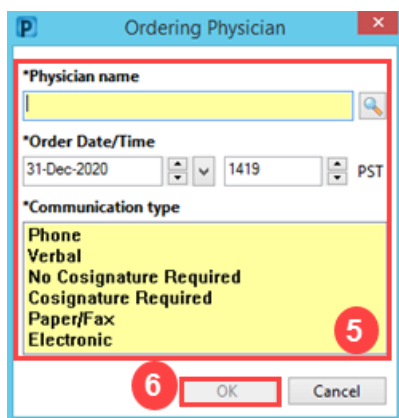 P Ordering Physician
*Physician name
*Order Date/Time
31-Dec-2020 1419 PST
*Communication type
Phone
Verbal
No Cosignature Required
Cosignature Required
Paper/Fax
Electronic
5
6 OK Cancel